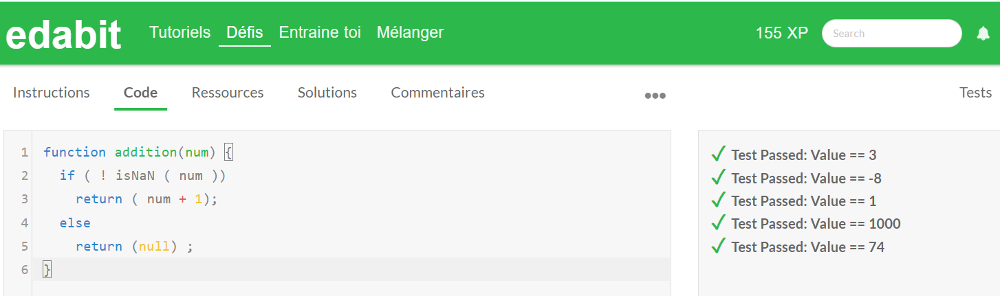 edabit Tutoriels Défis Entraine toi Mélanger 155 XP Search
Instructions Code Ressources Solutions Commentaires ••• Tests
1 function addition(num) {
2 if ( ! isNaN ( num ))
3 return ( num + 1);
4 else
5 return (null) ;
6 }
✓ Test Passed: Value == 3
✓ Test Passed: Value == -8
✓ Test Passed: Value == 1
✓ Test Passed: Value == 1000
✓ Test Passed: Value == 74